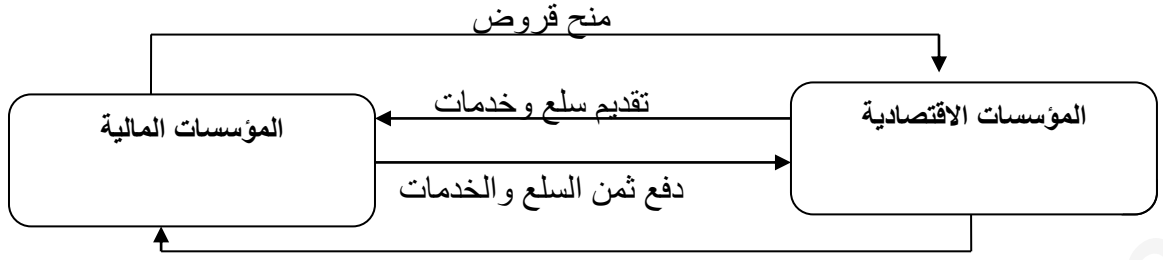 منح قروض
المؤسسات الاقتصادية
تقديم سلع وخدمات
المؤسسات المالية
دفع ثمن السلع والخدمات